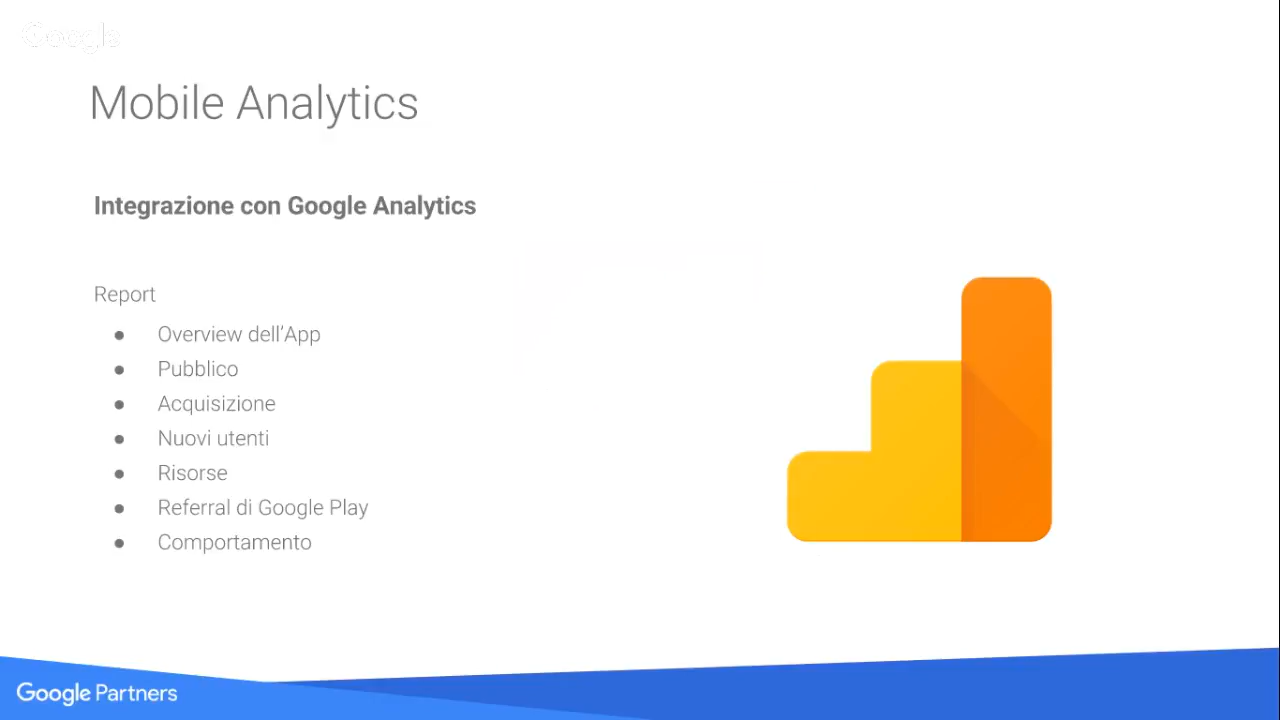 Google
Mobile Analytics
Integrazione con Google Analytics
Report
● Overview dell'App
● Pubblico
● Acquisizione
● Nuovi utenti
● Risorse
● Referral di Google Play
● Comportamento
Google Partners